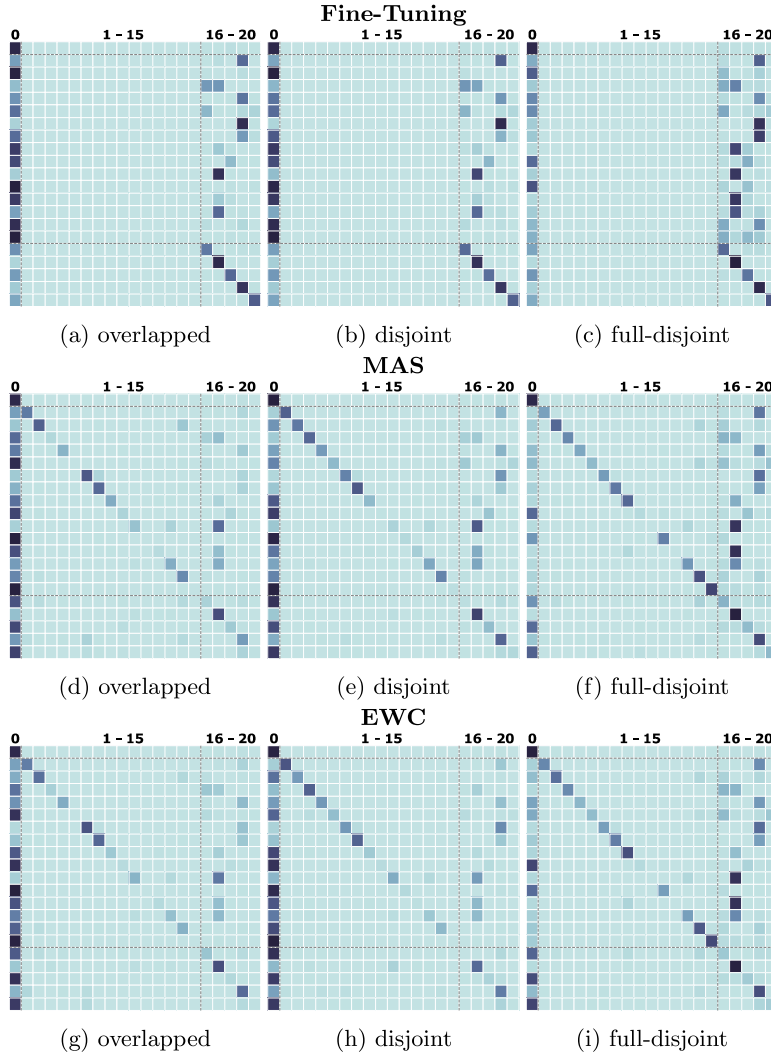 Fine-Tuning
0 1 - 15 16 - 20 0 1 - 15 16 - 20 0 1 - 15 16 - 20
(a) overlapped (b) disjoint (c) full-disjoint
MAS
0 1 - 15 16 - 20 0 1 - 15 16 - 20 0 1 - 15 16 - 20
(d) overlapped (e) disjoint (f) full-disjoint
EWC
0 1 - 15 16 - 20 0 1 - 15 16 - 20 0 1 - 15 16 - 20
(g) overlapped (h) disjoint (i) full-disjoint